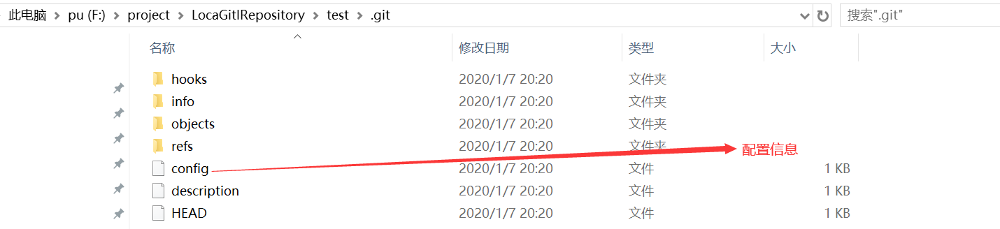 此电脑 > pu (F:) > project > LocaGitlRepository > test > .git 搜索".git"
名称 修改日期 类型 大小
hooks 2020/1/7 20:20 文件夹
info 2020/1/7 20:20 文件夹
objects 2020/1/7 20:20 文件夹
refs 2020/1/7 20:20 文件夹 配置信息
config 2020/1/7 20:20 文件 1 KB
description 2020/1/7 20:20 文件 1 KB
HEAD 2020/1/7 20:20 文件 1 KB